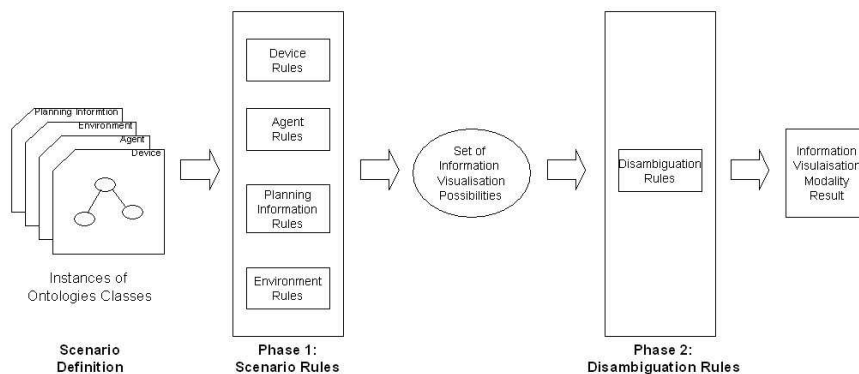 Planning Informtion
Environment
Agent
Device
Instances of
Ontologies Classes
Scenario
Definition
Device
Rules
Agent
Rules
Planning
Information
Rules
Environment
Rules
Phase 1:
Scenario Rules
Set of
Information
Visualisation
Possibilities
Disambiguation
Rules
Phase 2:
Disambiguation Rules
Information
Visulaisation
Modality
Result